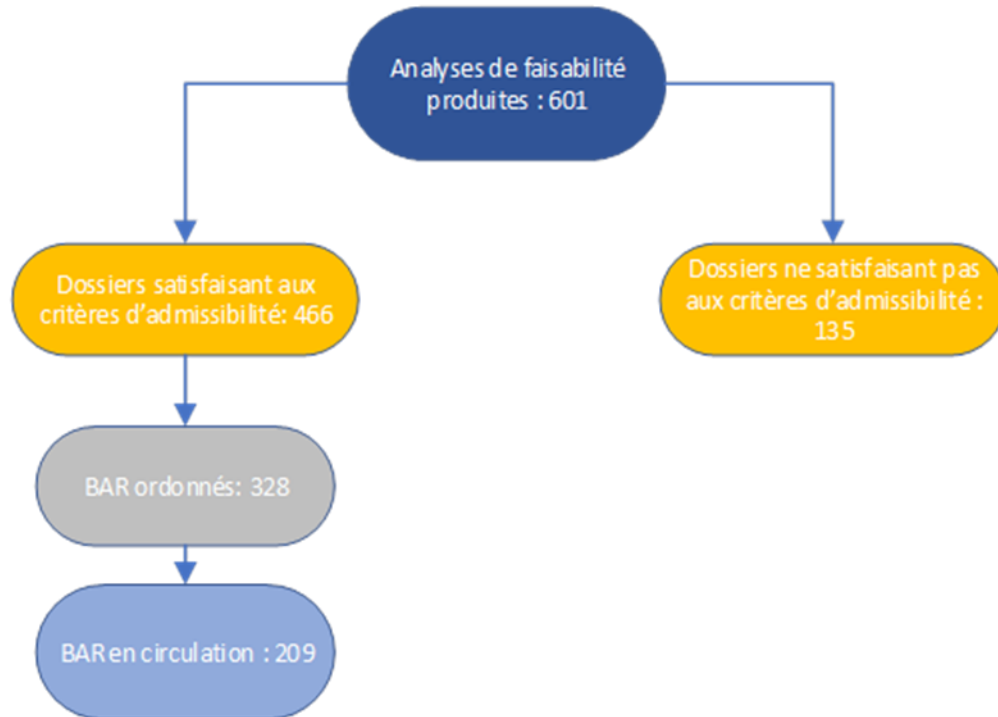 Analyses de faisabilité
produites : 601
Dossiers satisfaisant aux
critères d'admissibilité: 466
Dossiers ne satisfaisant pas
aux critères d'admissibilité :
135
BAR ordonnés: 328
BAR en circulation : 209